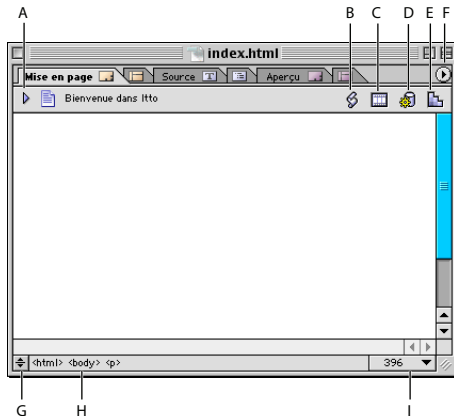 A B C D E F
index.html
Mise en page Source T Aperçu
Bienvenue dans Itto
<html> <body> <p> 396
G H I